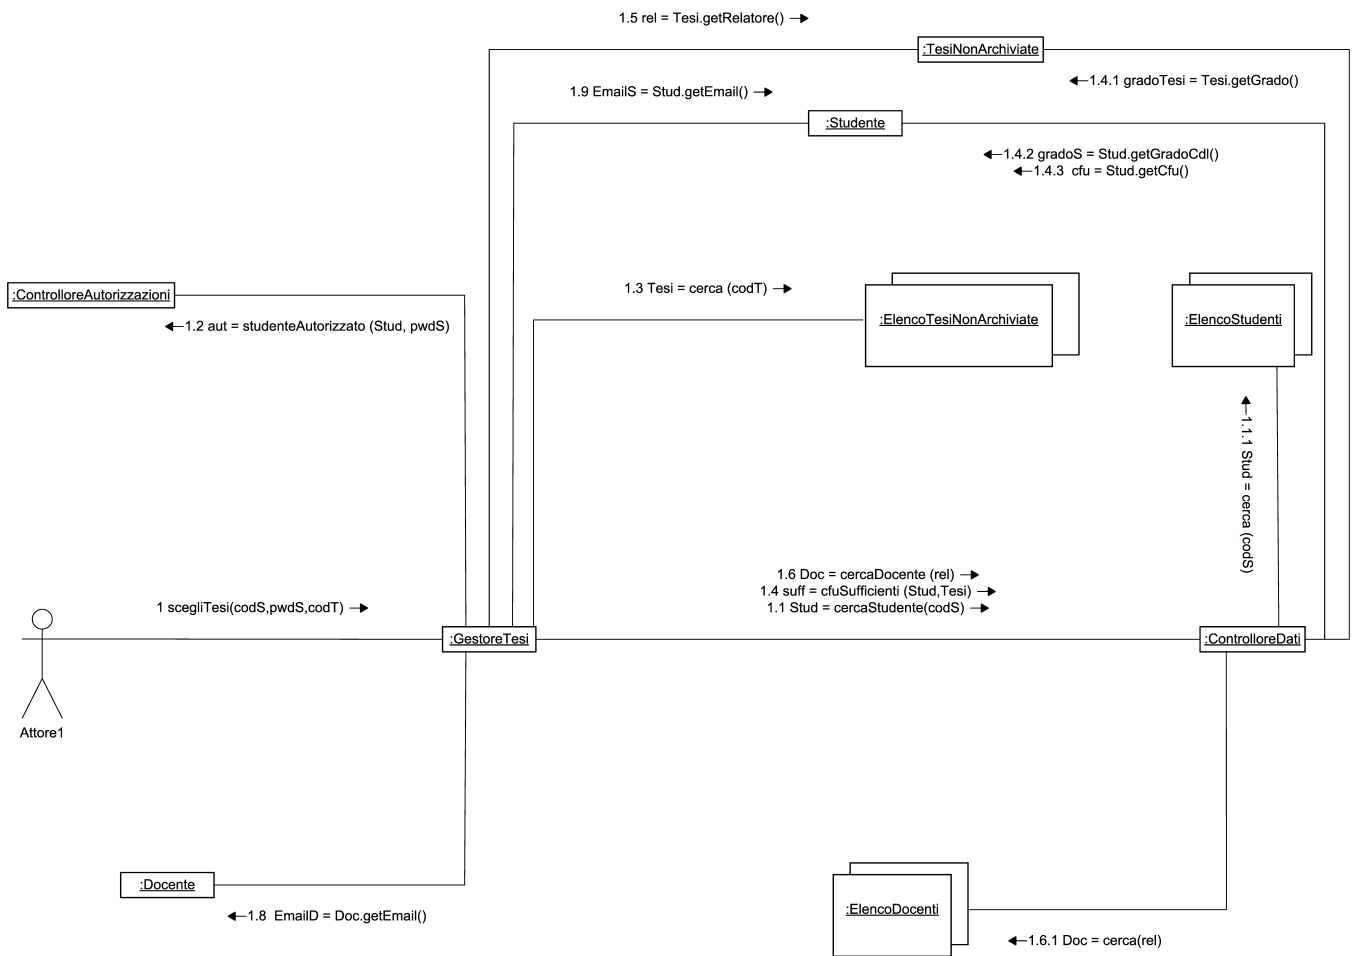 1.5 rel = Tesi.getRelatore()
:TesiNonArchiviate
1.4.1 gradoTesi = Tesi.getGrado()
1.9 EmailS = Stud.getEmail()
:Studente
1.4.2 gradoS = Stud.getGradoCdl()
1.4.3 cfu = Stud.getCfu()
:ControlloreAutorizzazioni
1.3 Tesi = cerca (codT)
:ElencoTesiNonArchiviate
:ElencoStudenti
1.2 aut = studenteAutorizzato (Stud, pwdS)
1.1.1 Stud = cerca (codS)
1.6 Doc = cercaDocente (rel)
1.4 suff = cfuSufficienti (Stud,Tesi)
1.1 Stud = cercaStudente(codS)
1 scegliTesi(codS,pwdS,codT)
:GestoreTesi
:ControlloreDati
Attore1
:Docente
1.8 EmailD = Doc.getEmail()
:ElencoDocenti
1.6.1 Doc = cerca(rel)